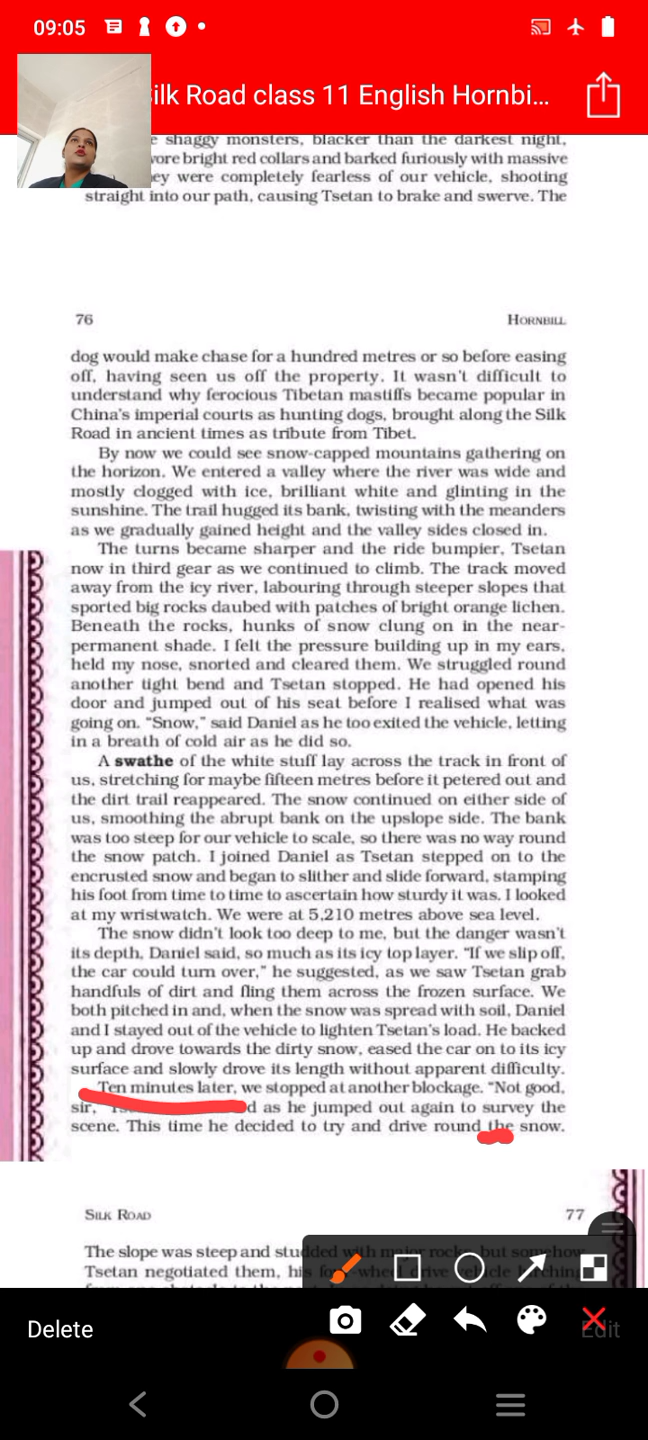 09:05
ilk Road class 11 English Hornbi...
e shaggy monsters, blacker than the darkest night,
ore bright red collars and barked furiously with massive
ey were completely fearless of our vehicle, shooting
straight into our path, causing Tsetan to brake and swerve. The
76 HORNBILL
dog would make chase for a hundred metres or so before easing
off, having seen us off the property. It wasn't difficult to
understand why ferocious Tibetan mastiffs became popular in
China's imperial courts as hunting dogs, brought along the Silk
Road in ancient times as tribute from Tibet.
By now we could see snow-capped mountains gathering on
the horizon. We entered a valley where the river was wide and
mostly clogged with ice, brilliant white and glinting in the
sunshine. The trail hugged its bank, twisting with the meanders
as we gradually gained height and the valley sides closed in.
The turns became sharper and the ride bumpier, Tsetan
now in third gear as we continued to climb. The track moved
away from the icy river, labouring through steeper slopes that
sported big rocks daubed with patches of bright orange lichen.
Beneath the rocks, hunks of snow clung on in the near-
permanent shade. I felt the pressure building up in my ears,
held my nose, snorted and cleared them. We struggled round
another tight bend and Tsetan stopped. He had opened his
door and jumped out of his seat before I realised what was
going on. “Snow,” said Daniel as he too exited the vehicle, letting
in a breath of cold air as he did so.
A swathe of the white stuff lay across the track in front of
us, stretching for maybe fifteen metres before it petered out and
the dirt trail reappeared. The snow continued on either side of
us, smoothing the abrupt bank on the upslope side. The bank
was too steep for our vehicle to scale, so there was no way round
the snow patch. I joined Daniel as Tsetan stepped on to the
encrusted snow and began to slither and slide forward, stamping
his foot from time to time to ascertain how sturdy it was. I looked
at my wristwatch. We were at 5,210 metres above sea level.
The snow didn't look too deep to me, but the danger wasn't
its depth, Daniel said, so much as its icy top layer. “If we slip off,
the car could turn over,” he suggested, as we saw Tsetan grab
handfuls of dirt and fling them across the frozen surface. We
both pitched in and, when the snow was spread with soil, Daniel
and I stayed out of the vehicle to lighten Tsetan's load. He backed
up and drove towards the dirty snow, eased the car on to its icy
surface and slowly drove its length without apparent difficulty.
Ten minutes later, we stopped at another blockage. “Not good,
sir, d as he jumped out again to survey the
scene. This time he decided to try and drive round the snow.
SILK ROAD 77
The slope was steep and studded with major rocks, but somehow
Tsetan negotiated them, his four-wheel drive vehicle lurching
Delete
Edit